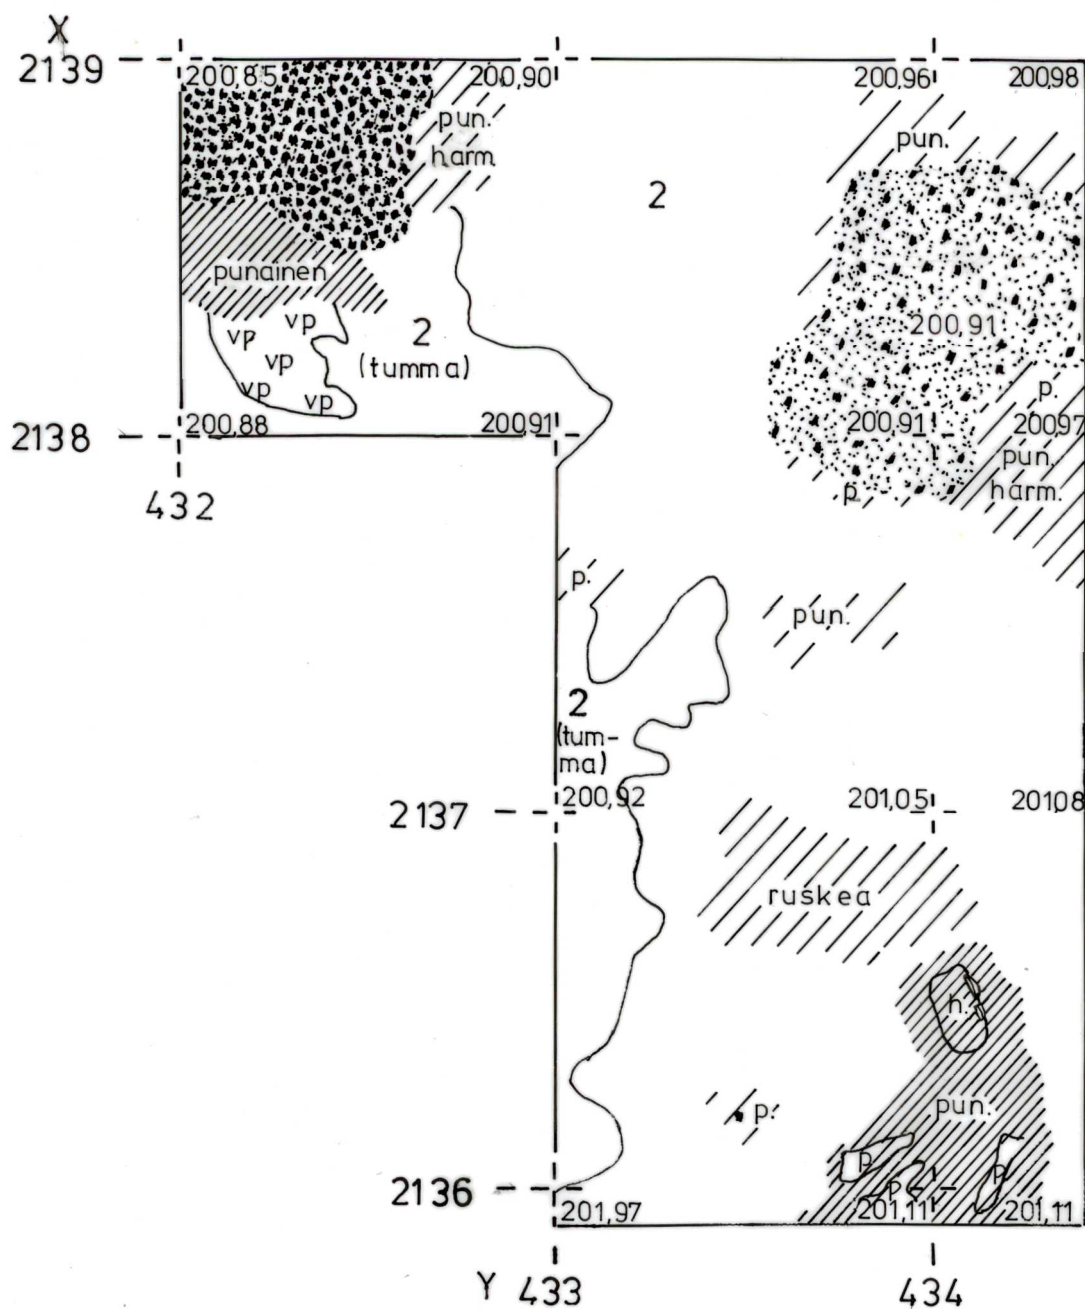 X
2139
200,85
200,90
200,96
200,98
pun.
harm.
pun.
2
punainen
vp
vp
vp
vp
vp
2
(tumma)
200,91
p.
200,88
200,91
200,91
200,97
2138
pun.
harm.
p.
432
p.
pun.
2
(tum-
ma)
200,92
201,05
201,08
2137
ruskea
h.
p.
pun.
p.
p.
p.
2136
201,97
201,11
201,11
Y
433
434